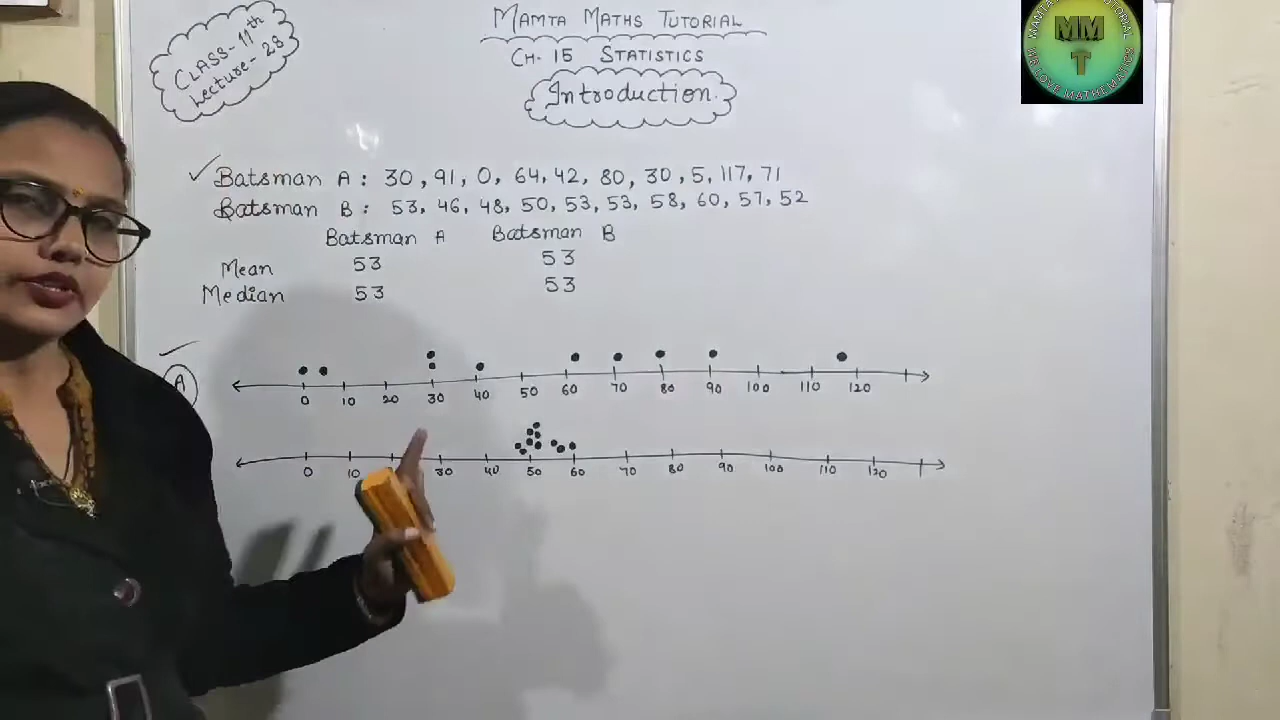 MAMTA MATHS TUTORIAL
CLASS-11th
Lecture-28
CH. 15 STATISTICS
Introduction
MM
T
WE LOVE MATHEMATICS
Batsman A : 30, 91, 0, 64, 42, 80, 30, 5, 117, 71
Batsman B : 53, 46, 48, 50, 53, 53, 58, 60, 57, 52
Batsman A Batsman B
Mean 53 53
Median 53 53
A
0 10 20 30 40 50 60 70 80 90 100 110 120
0 10 30 40 50 60 70 80 90 100 110 120